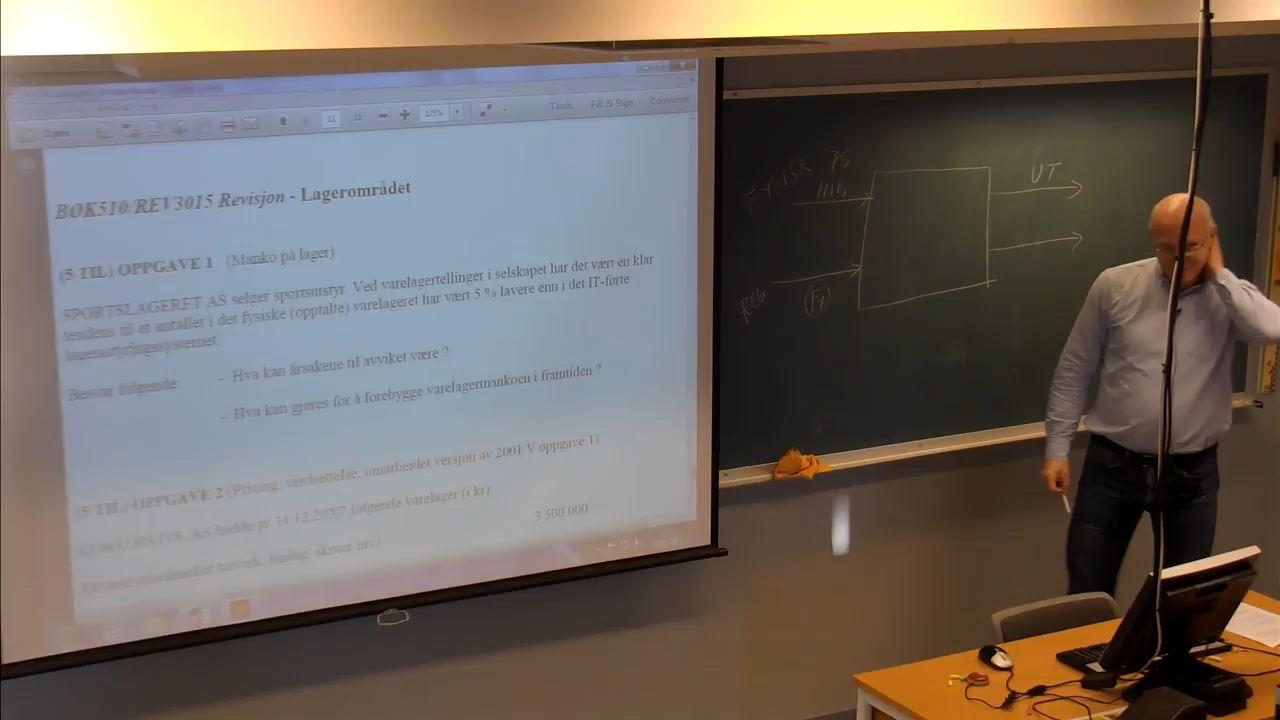 Open
11
125%
Tools
Fill & Sign
Comment
BØK510/REV3015 Revisjon - Lagerområdet
(5 TIL) OPPGAVE 1 (Manko på lager)
SPORTSLAGERET AS selger sportsutstyr. Ved varelagertellinger i selskapet har det vært en klar
tendens til at antallet i det fysiske (opptalte) varelageret har vært 5 % lavere enn i det IT-førte
lagerstyringssystemet.
Besvar følgende:
- Hva kan årsakene til avviket være ?
- Hva kan gjøres for å forebygge varelagermankoen i framtiden ?
(5 TIL) OPPGAVE 2 (Prising, verdsettelse, omarbeidet versjon av 2001 V oppgave 1)
KONTORSTOL AS hadde pr 31.12.20X7 følgende varelager (i kr)
3 500 000
FYSISK
PS
UT